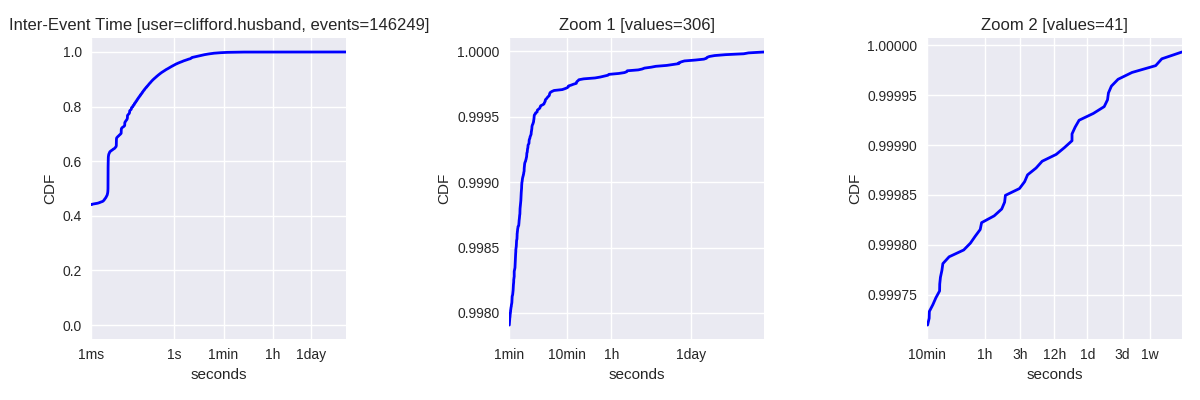 Inter-Event Time [user=clifford.husband, events=146249]
CDF
1.0
0.8
0.6
0.4
0.2
0.0
1ms
1s
1min
1h
1day
seconds
Zoom 1 [values=306]
CDF
1.0000
0.9995
0.9990
0.9985
0.9980
1min
10min
1h
1day
seconds
Zoom 2 [values=41]
CDF
1.00000
0.99995
0.99990
0.99985
0.99980
0.99975
10min
1h
3h
12h
1d
3d
1w
seconds